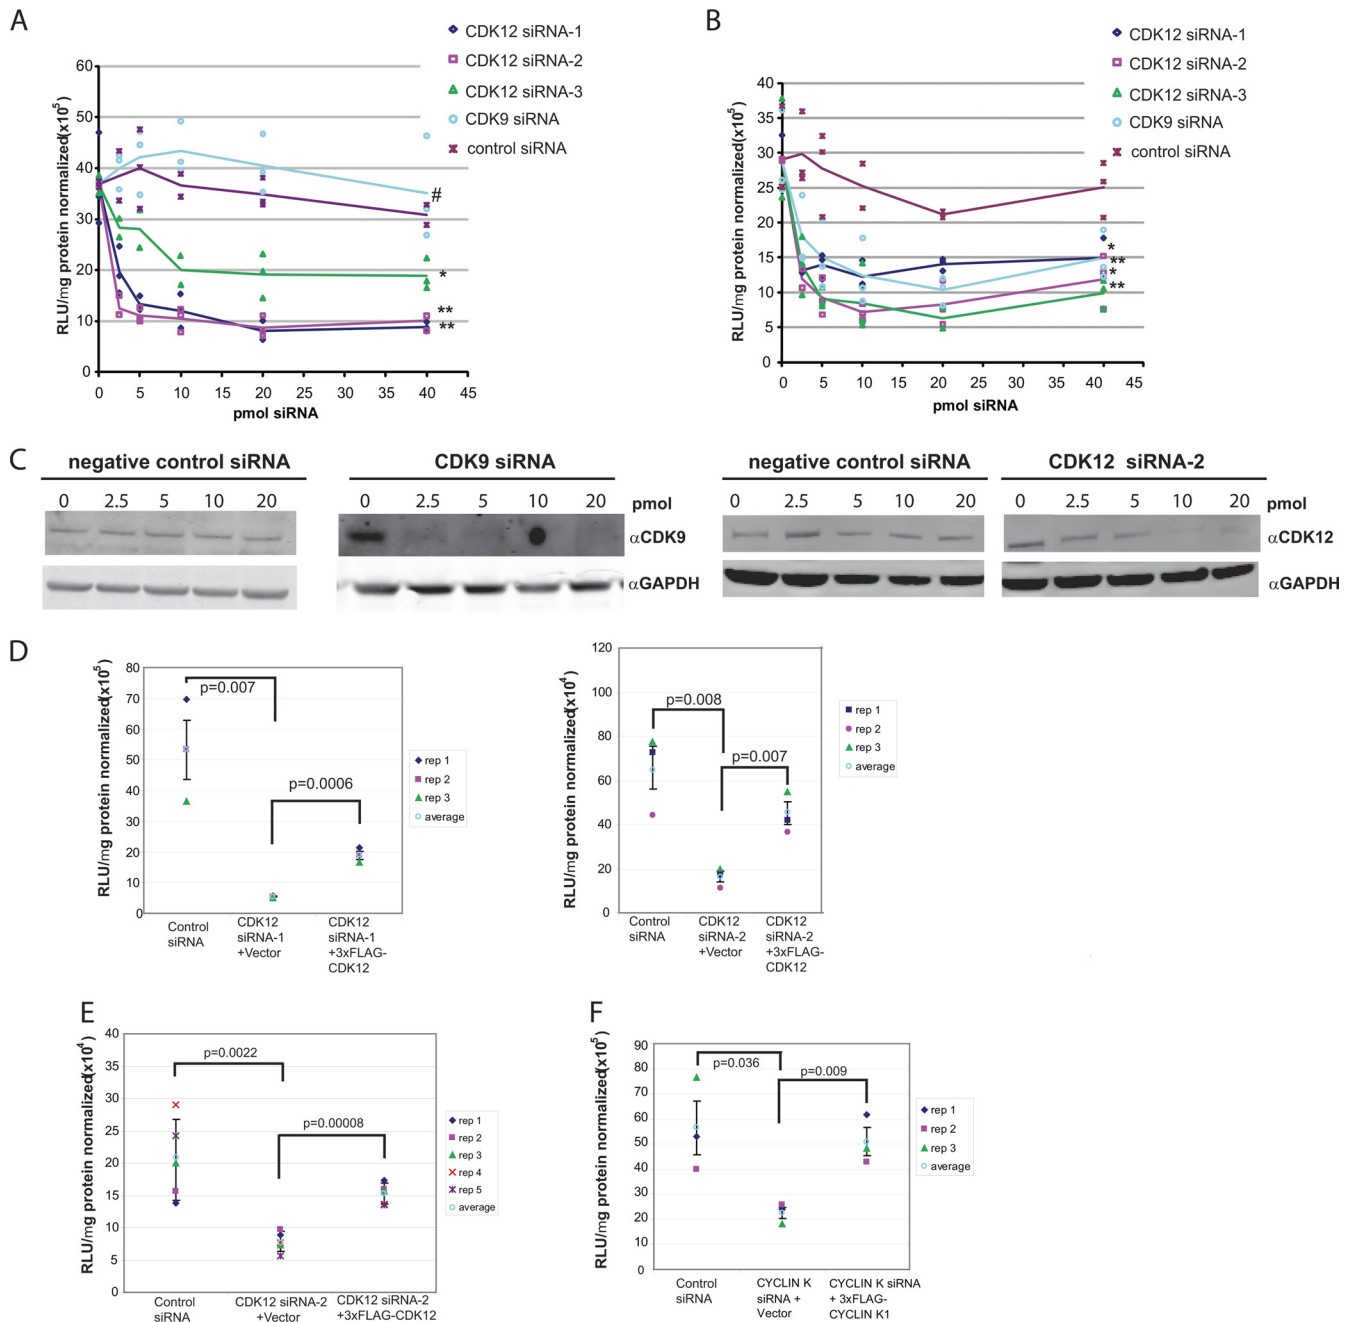 A
CDK12 siRNA-1
CDK12 siRNA-2
CDK12 siRNA-3
CDK9 siRNA
control siRNA
RLU/mg protein normalized(x10⁵)
60
50
40
30
20
10
0
#
*
**
**
0 5 10 15 20 25 30 35 40 45
pmol siRNA
B
CDK12 siRNA-1
CDK12 siRNA-2
CDK12 siRNA-3
CDK9 siRNA
control siRNA
RLU/mg protein normalized(x10⁵)
40
35
30
25
20
15
10
5
0
*
**
*
**
0 5 10 15 20 25 30 35 40 45
pmol siRNA
C
negative control siRNA CDK9 siRNA negative control siRNA CDK12 siRNA-2
0 2.5 5 10 20 0 2.5 5 10 20 pmol 0 2.5 5 10 20 0 2.5 5 10 20 pmol
αCDK9 αCDK12
αGAPDH αGAPDH
D
RLU/mg protein normalized(x10⁵)
80
70
60
50
40
30
20
10
0
p=0.007
p=0.0006
rep 1
rep 2
rep 3
average
Control
siRNA
CDK12
siRNA-1
+Vector
CDK12
siRNA-1
+3xFLAG-
CDK12
RLU/mg protein normalized(x10⁴)
120
100
80
60
40
20
0
p=0.008
p=0.007
rep 1
rep 2
rep 3
average
Control
siRNA
CDK12
siRNA-2
+Vector
CDK12
siRNA-2
+3xFLAG-
CDK12
E
RLU/mg protein normalized(x10⁴)
40
35
30
25
20
15
10
5
0
p=0.0022
p=0.00008
rep 1
rep 2
rep 3
rep 4
rep 5
average
Control
siRNA
CDK12 siRNA-2
+Vector
CDK12 siRNA-2
+3xFLAG-CDK12
F
RLU/mg protein normalized(x10⁵)
90
80
70
60
50
40
30
20
10
0
p=0.036
p=0.009
rep 1
rep 2
rep 3
average
Control
siRNA
CYCLIN K
siRNA +
Vector
CYCLIN K siRNA
+ 3xFLAG-
CYCLIN K1